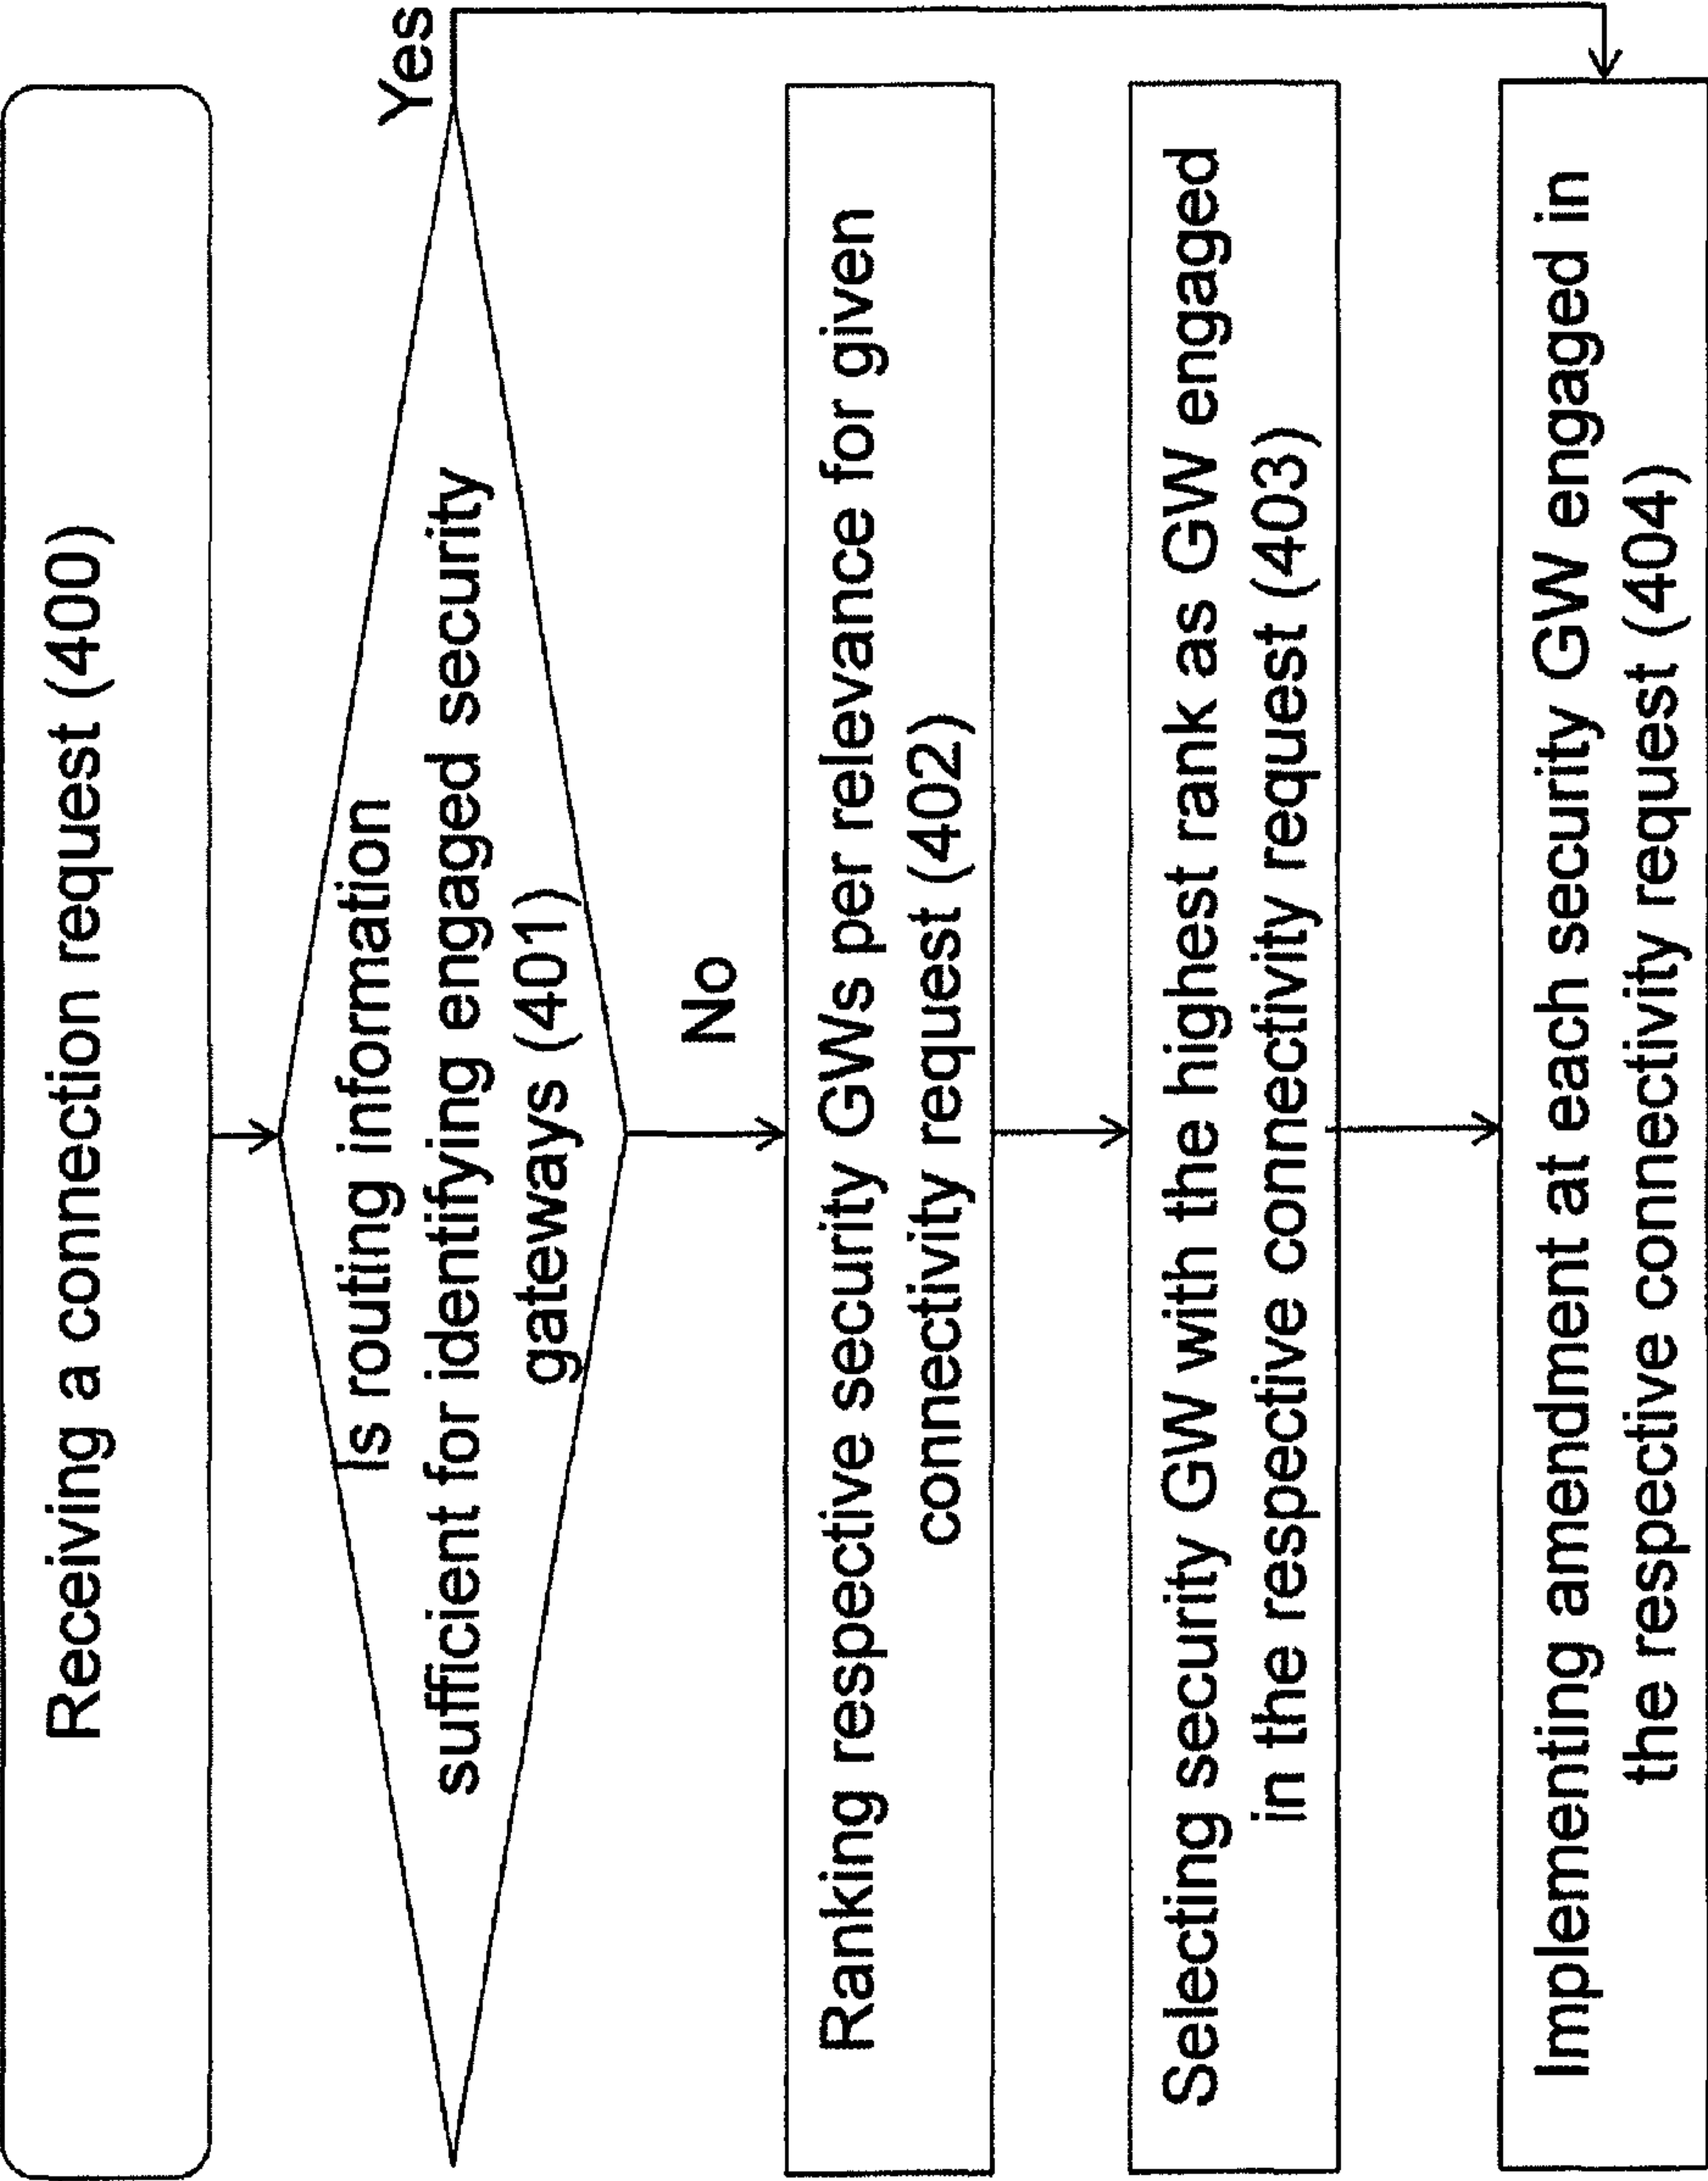 Receiving a connection request (400)
Is routing information
sufficient for identifying engaged security
gateways (401)
Yes
No
Ranking respective security GWs per relevance for given
connectivity request (402)
Selecting security GW with the highest rank as GW engaged
in the respective connectivity request (403)
Implementing amendment at each security GW engaged in
the respective connectivity request (404)